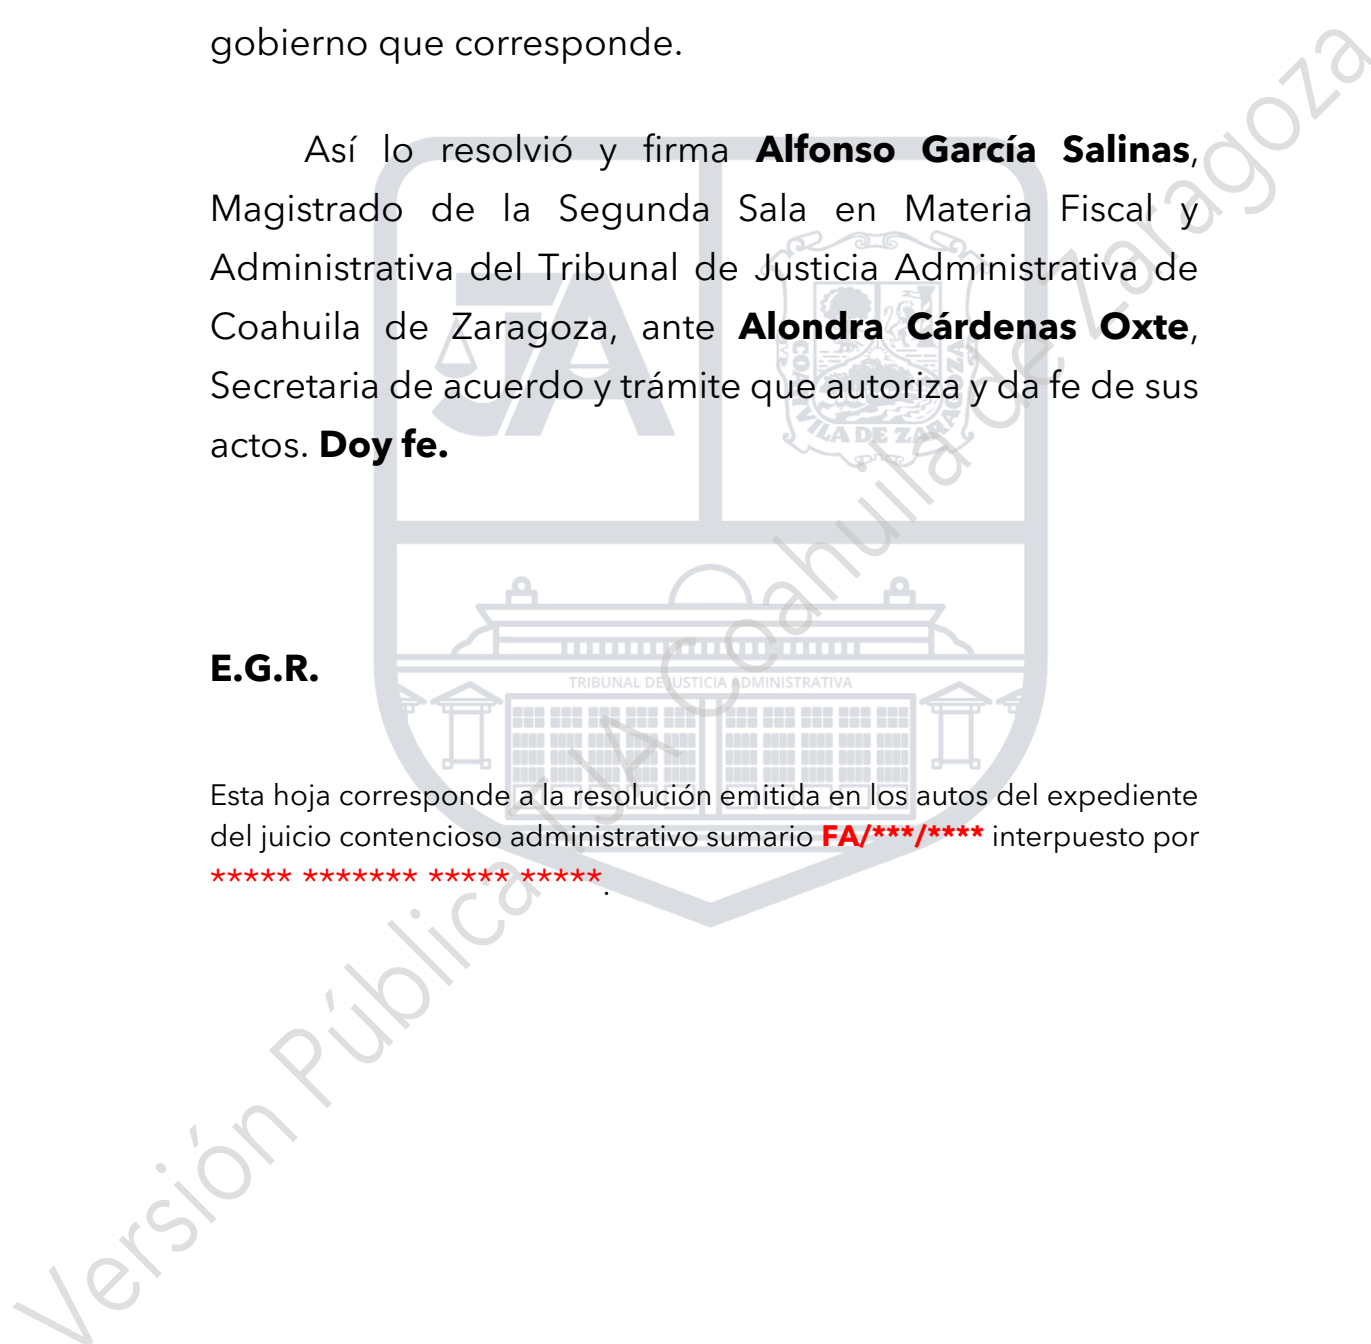 gobierno que corresponde.
Así lo resolvió y firma Alfonso García Salinas,
Magistrado de la Segunda Sala en Materia Fiscal y
Administrativa del Tribunal de Justicia Administrativa de
Coahuila de Zaragoza, ante Alondra Cárdenas Oxte,
Secretaria de acuerdo y trámite que autoriza y da fe de sus
actos. Doy fe.
E.G.R.
TRIBUNAL DE JUSTICIA ADMINISTRATIVA
Esta hoja corresponde a la resolución emitida en los autos del expediente
del juicio contencioso administrativo sumario FA/***/**** interpuesto por
***** ******* ***** *****.
Versión Pública TJA Coahuila de Zaragoza